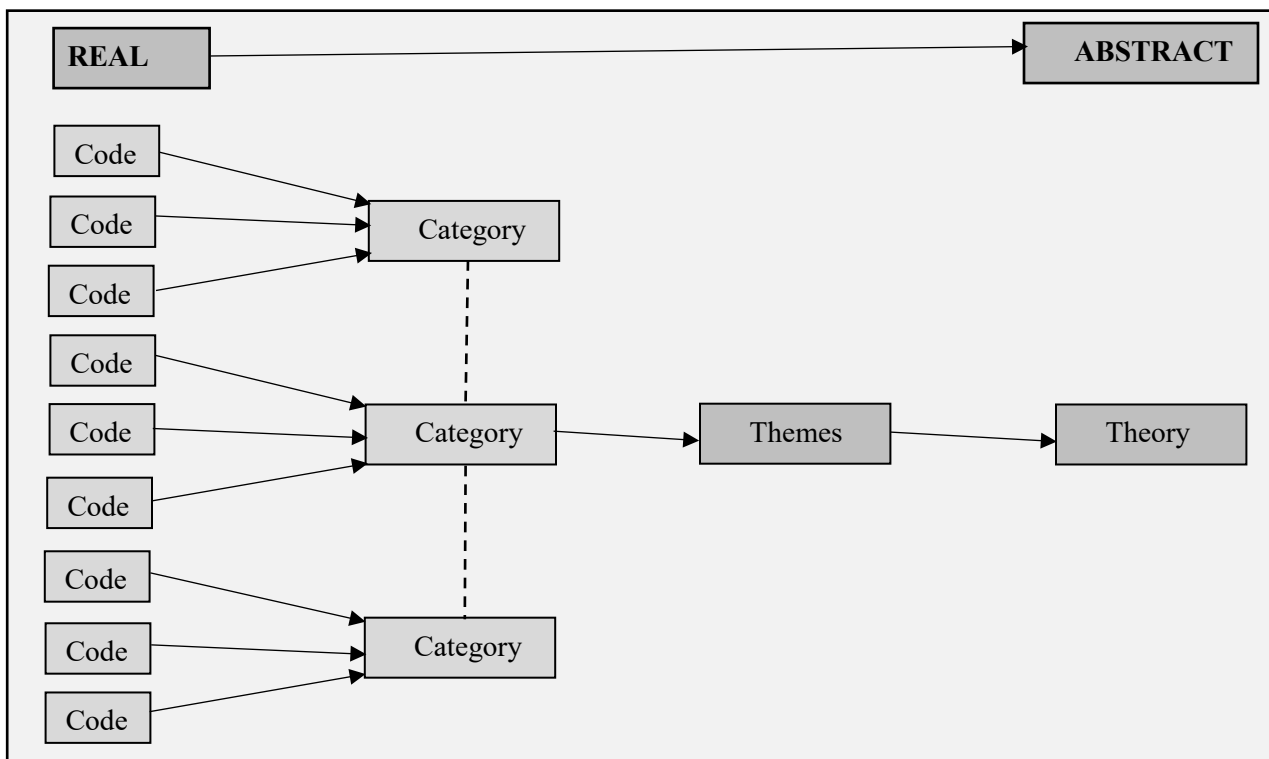 REAL
ABSTRACT
Code
Code
Code
Category
Code
Code
Code
Category
Themes
Theory
Code
Code
Code
Category